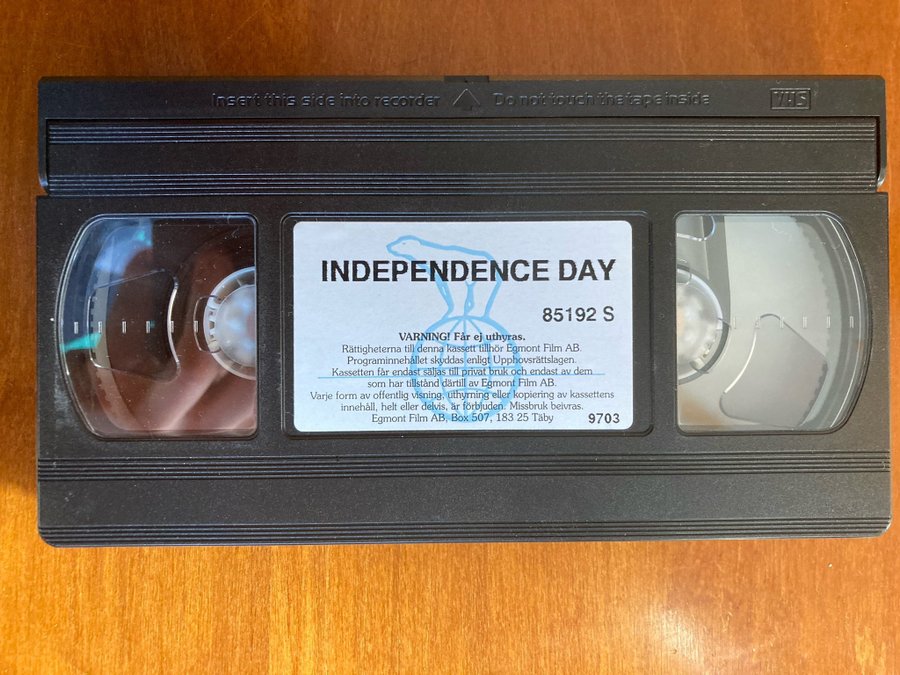 Insert this side into recorder Do not touch the tape inside VHS
INDEPENDENCE DAY
85192 S
VARNING! Får ej uthyras.
Rättigheterna till denna kassett tillhör Egmont Film AB.
Programinnehållet skyddas enligt Upphovsrättslagen.
Kassetten får endast säljas till privat bruk och endast av dem
som har tillstånd därtill av Egmont Film AB.
Varje form av offentlig visning, uthyrning eller kopiering av kassettens
innehåll, helt eller delvis, är förbjuden. Missbruk beivras.
Egmont Film AB, Box 507, 183 25 Täby 9703